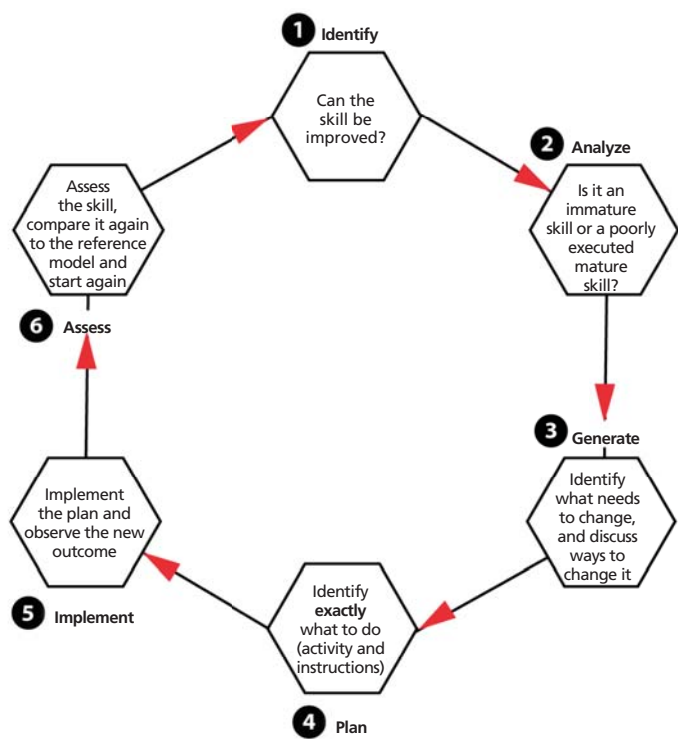 1 Identify
Can the
skill be
improved?
2 Analyze
Is it an
immature
skill or a poorly
executed
mature
skill?
3 Generate
Identify
what needs
to change,
and discuss
ways to
change it
Identify
exactly
what to do
(activity and
instructions)
4 Plan
Implement
the plan and
observe the new
outcome
5 Implement
Assess
the skill,
compare it again
to the reference
model and
start again
6 Assess